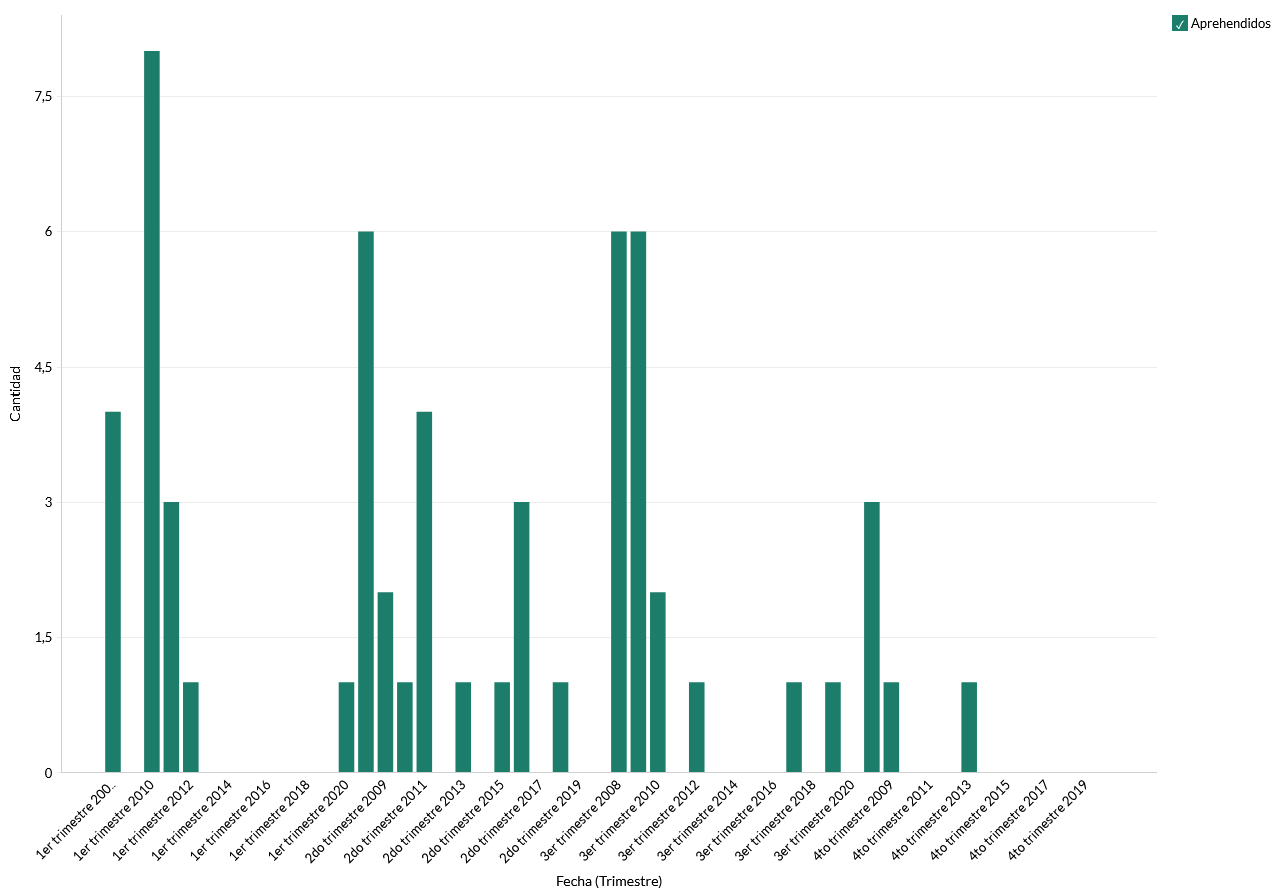 ✓ Aprehendidos
7,5
6
4,5
3
1,5
0
Cantidad
1er trimestre 200..
1er trimestre 2010
1er trimestre 2012
1er trimestre 2014
1er trimestre 2016
1er trimestre 2018
1er trimestre 2020
2do trimestre 2009
2do trimestre 2011
2do trimestre 2013
2do trimestre 2015
2do trimestre 2017
2do trimestre 2019
3er trimestre 2008
3er trimestre 2010
3er trimestre 2012
3er trimestre 2014
3er trimestre 2016
3er trimestre 2018
3er trimestre 2020
4to trimestre 2009
4to trimestre 2011
4to trimestre 2013
4to trimestre 2015
4to trimestre 2017
4to trimestre 2019
Fecha (Trimestre)